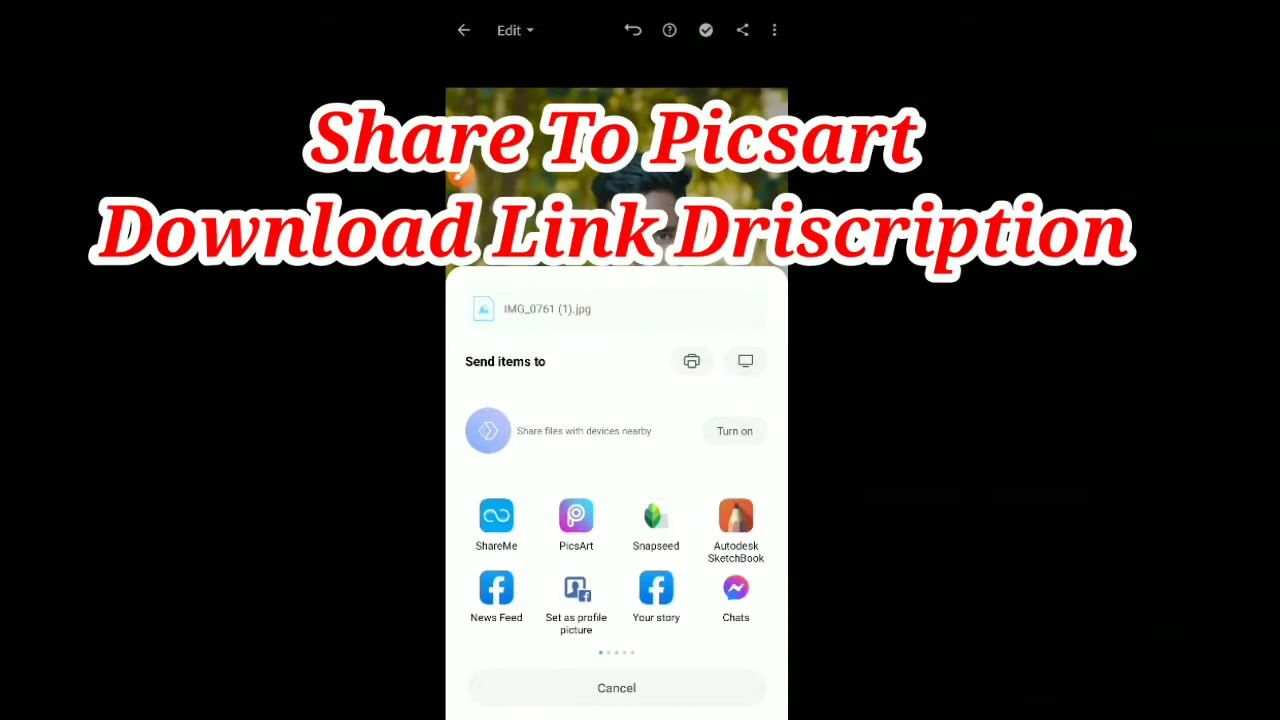 Edit
Share To Picsart
Download Link Driscription
IMG_0761 (1).jpg
Send items to
Share files with devices nearby
Turn on
ShareMe
PicsArt
Snapseed
Autodesk
SketchBook
News Feed
Set as profile
picture
Your story
Chats
Cancel